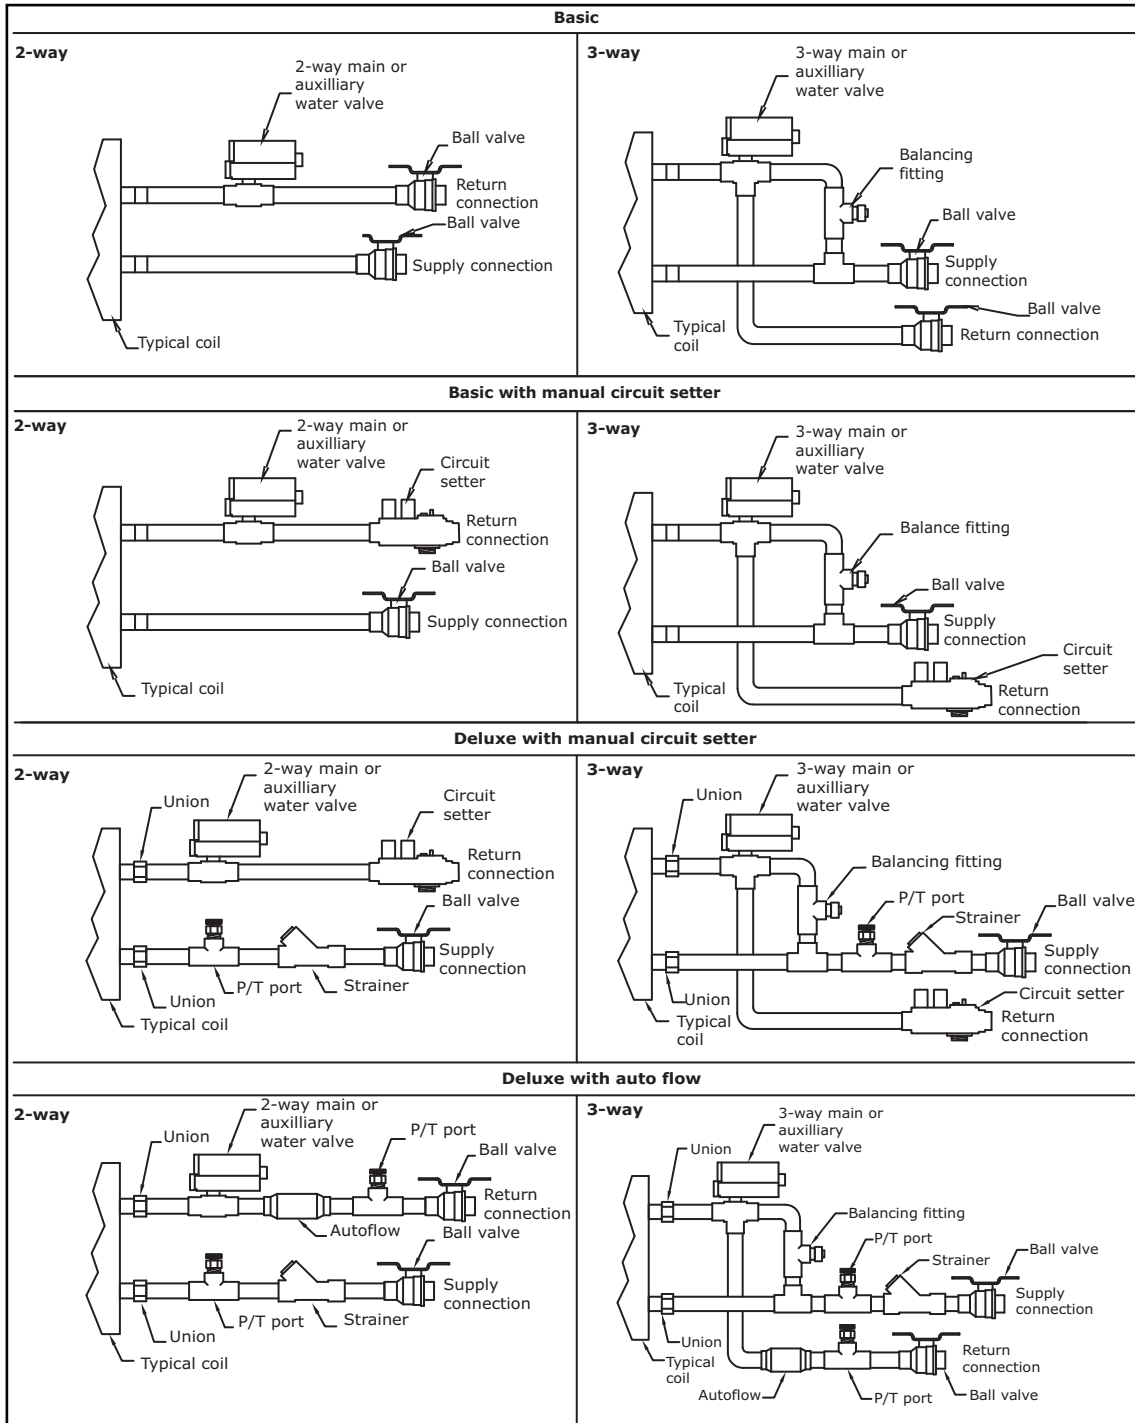 Basic
2-way
2-way main or
auxilliary
water valve
Ball valve
Return
connection
Ball valve
Supply connection
Typical coil
3-way
3-way main or
auxilliary
water valve
Balancing
fitting
Ball valve
Supply
connection
Ball valve
Return connection
Typical
coil
Basic with manual circuit setter
2-way
2-way main or
auxilliary
water valve
Circuit
setter
Return
connection
Ball valve
Supply connection
Typical coil
3-way
3-way main or
auxilliary
water valve
Balance fitting
Ball valve
Supply
connection
Circuit
setter
Return
connection
Typical
coil
Deluxe with manual circuit setter
2-way
2-way main or
auxilliary
water valve
Union
Circuit
setter
Return
connection
Ball valve
Supply
connection
P/T port
Strainer
Union
Typical coil
3-way
3-way main or
auxilliary
water valve
Union
Balancing fitting
P/T port
Strainer
Ball valve
Supply
connection
Union
Circuit setter
Return
connection
Typical
coil
Deluxe with auto flow
2-way
2-way main or
auxilliary
water valve
Union
P/T port
Ball valve
Return
connection
Autoflow
Ball valve
Supply
connection
P/T port
Strainer
Union
Typical coil
3-way
3-way main or
auxilliary
water valve
Union
Balancing fitting
P/T port
Strainer
Ball valve
Supply
connection
Union
Typical
coil
Return
connection
Autoflow
P/T port
Ball valve